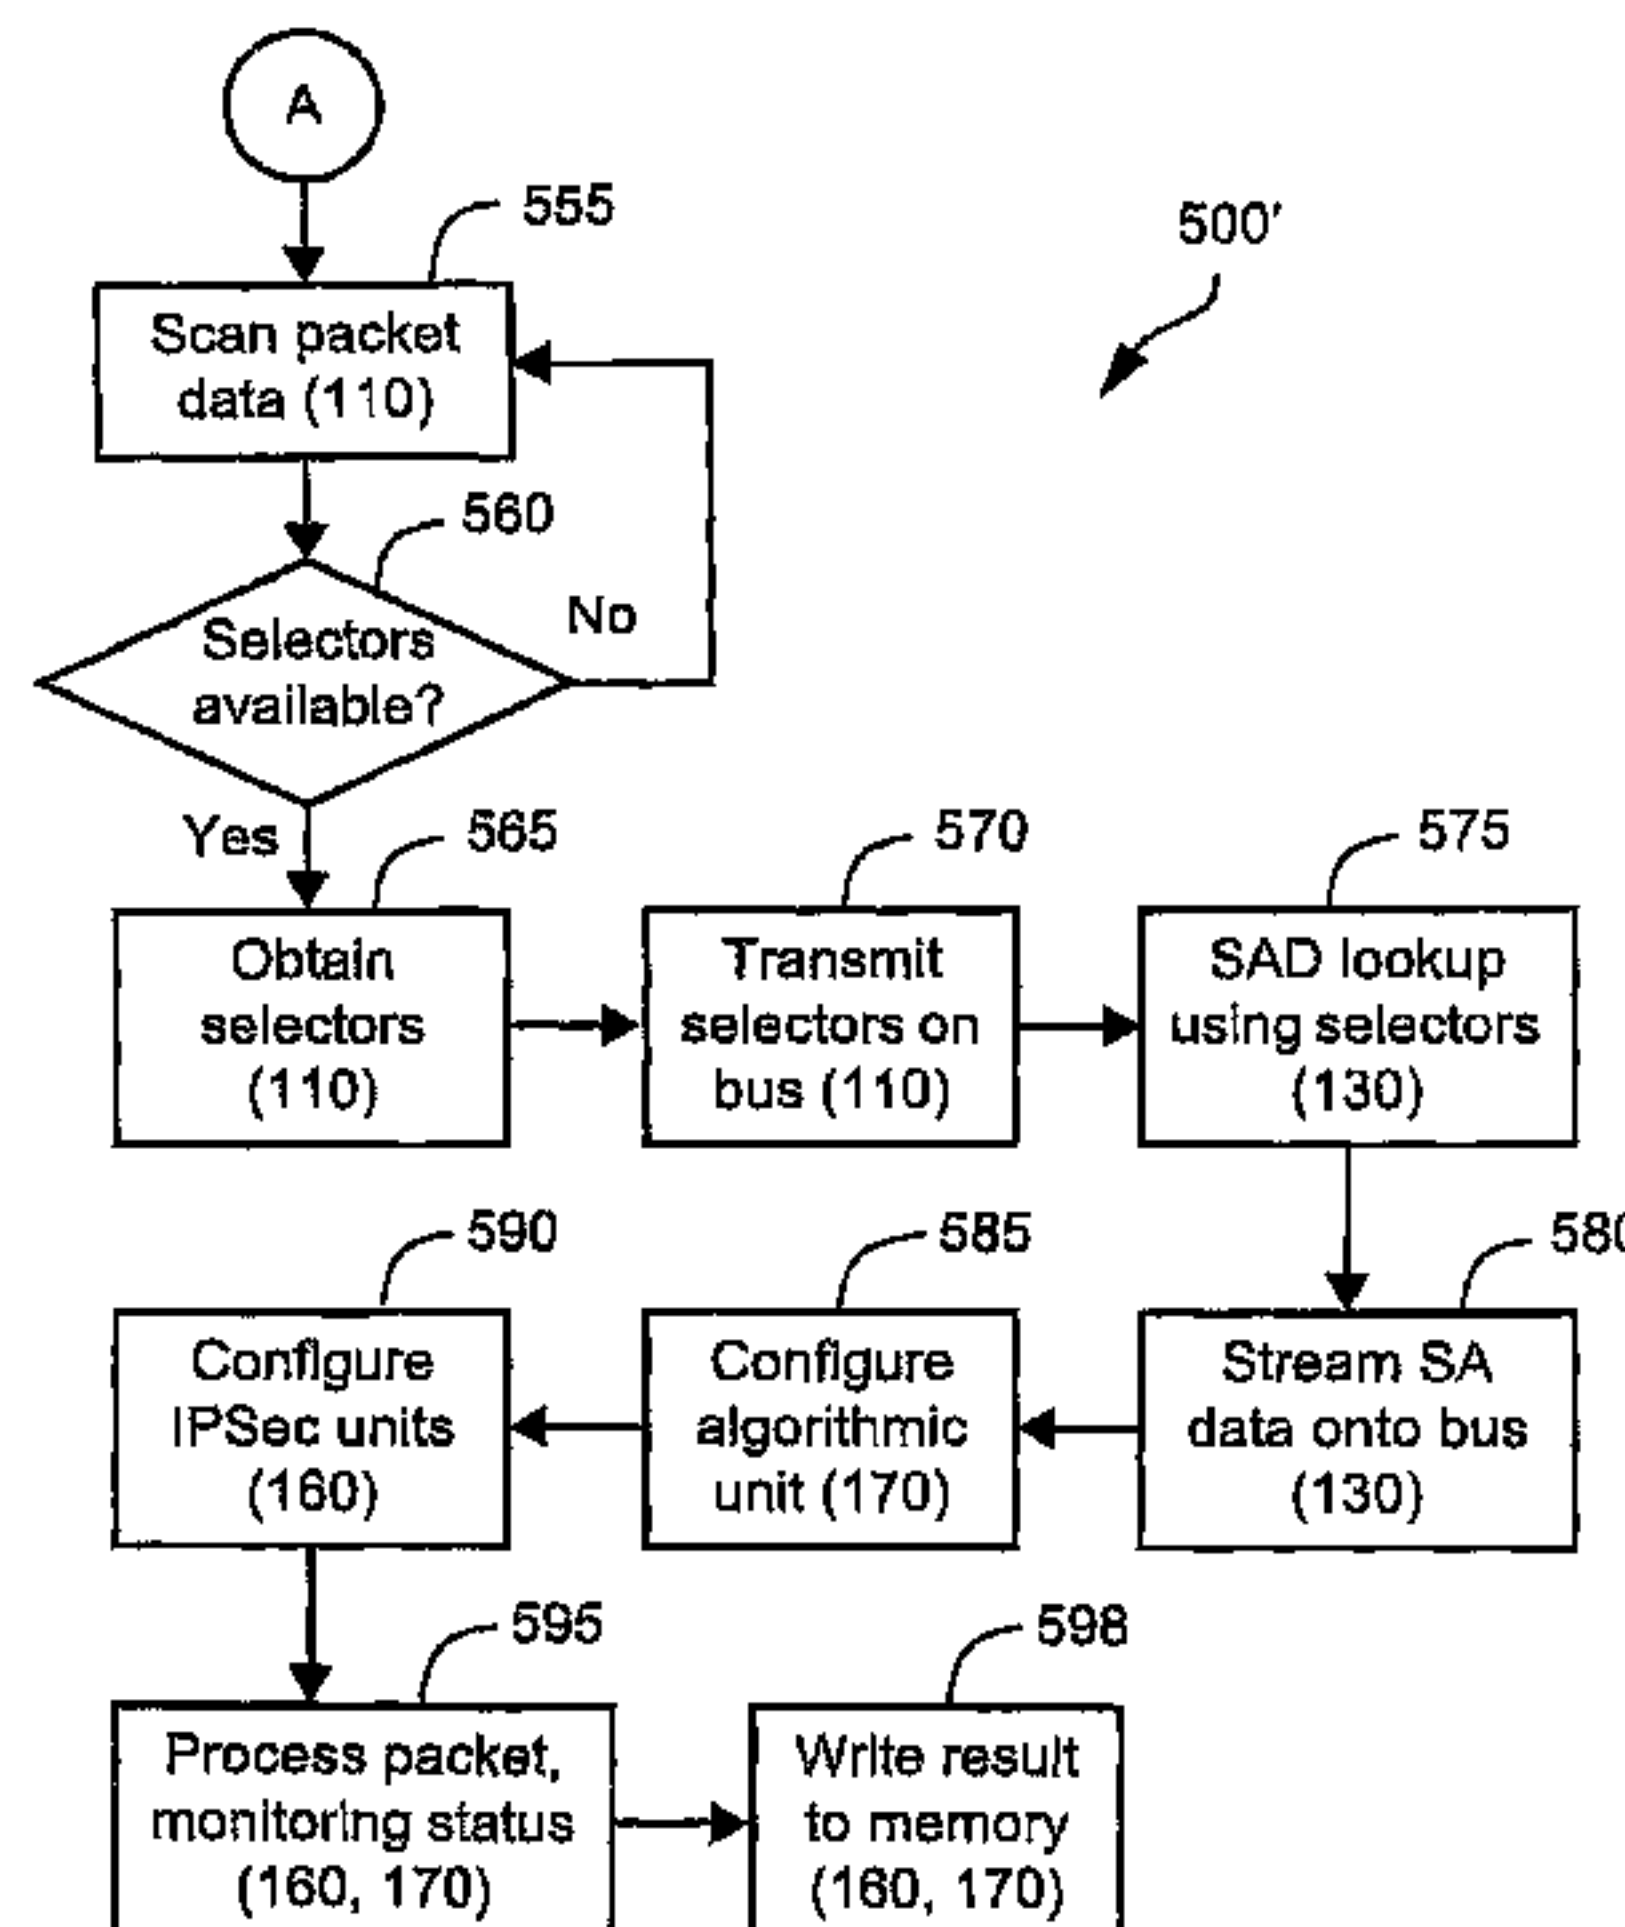 A
555
500'
Scan packet
data (110)
560
No
Selectors
available?
Yes
565
570
575
Obtain
selectors
(110)
Transmit
selectors on
bus (110)
SAD lookup
using selectors
(130)
590
585
580
Configure
IPSec units
(160)
Configure
algorithmic
unit (170)
Stream SA
data onto bus
(130)
595
598
Process packet,
monitoring status
(160, 170)
Write result
to memory
(160, 170)